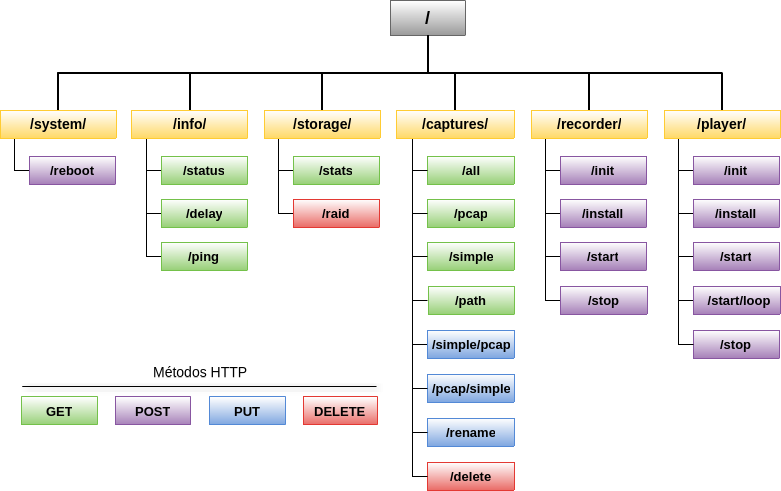 /
/system/
/info/
/storage/
/captures/
/recorder/
/player/
/reboot
/status
/stats
/all
/init
/init
/delay
/raid
/pcap
/install
/install
/ping
/simple
/start
/start
/path
/stop
/start/loop
/simple/pcap
/stop
Métodos HTTP
/pcap/simple
GET
POST
PUT
DELETE
/rename
/delete